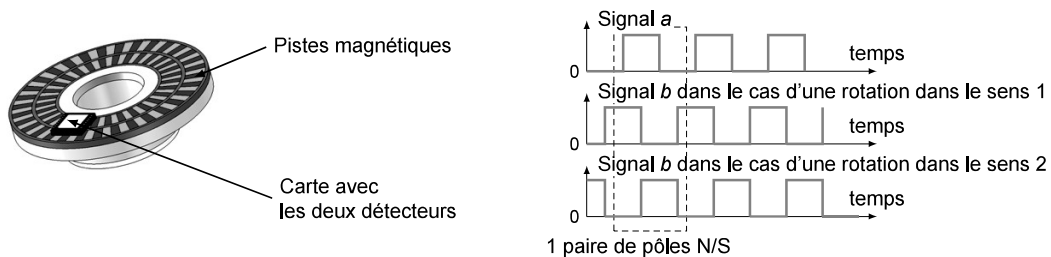 Pistes magnétiques
Carte avec
les deux détecteurs
Signal a
0
temps
Signal b dans le cas d'une rotation dans le sens 1
0
temps
Signal b dans le cas d'une rotation dans le sens 2
0
temps
1 paire de pôles N/S